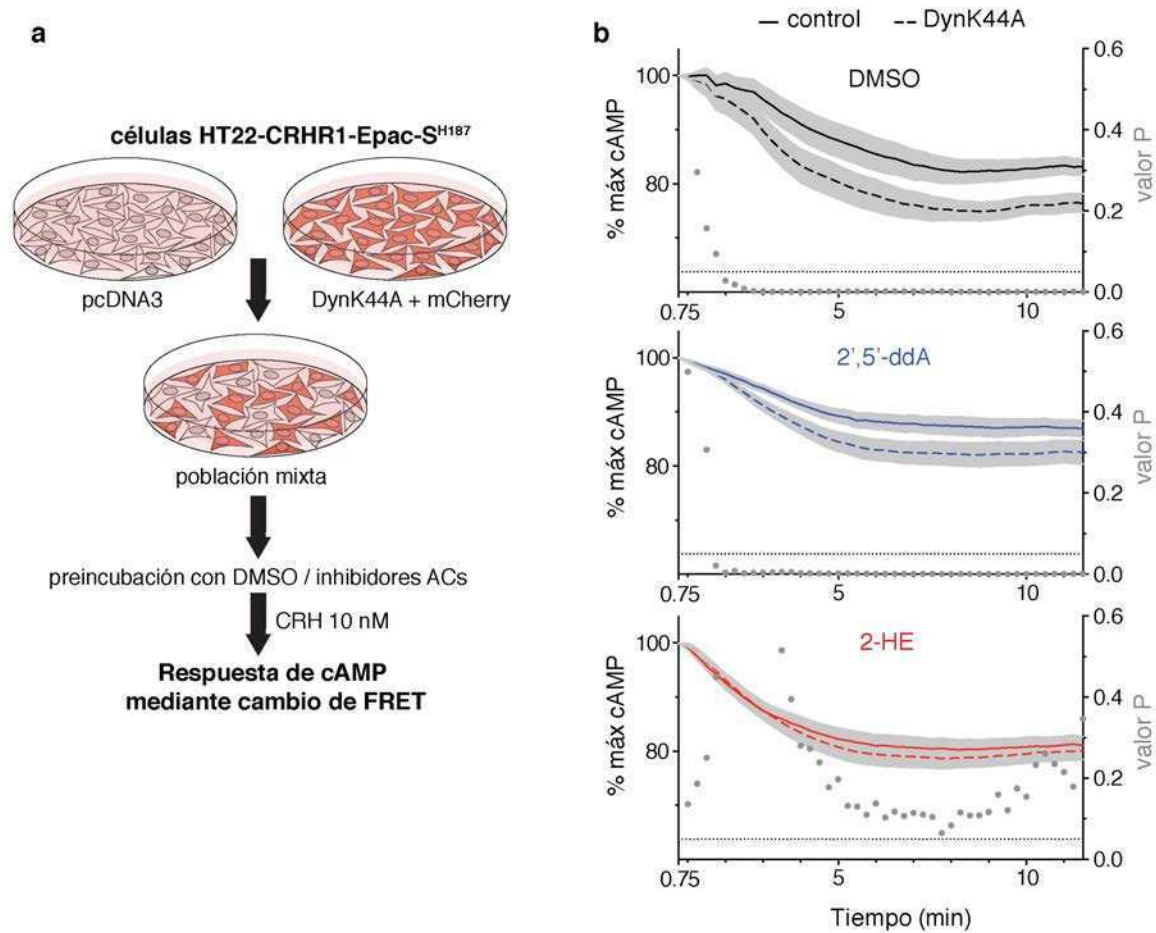 a
células HT22-CRHR1-Epac-S^H187
pcDNA3
DynK44A + mCherry
población mixta
preincubación con DMSO / inhibidores ACs
CRH 10 nM
Respuesta de cAMP
mediante cambio de FRET
b
control
DynK44A
DMSO
% máx cAMP
100
80
valor P
0.6
0.4
0.2
0.0
0.75
5
10
2',5'-ddA
% máx cAMP
100
80
valor P
0.6
0.4
0.2
0.0
0.75
5
10
2-HE
% máx cAMP
100
80
valor P
0.6
0.4
0.2
0.0
0.75
5
10
Tiempo (min)